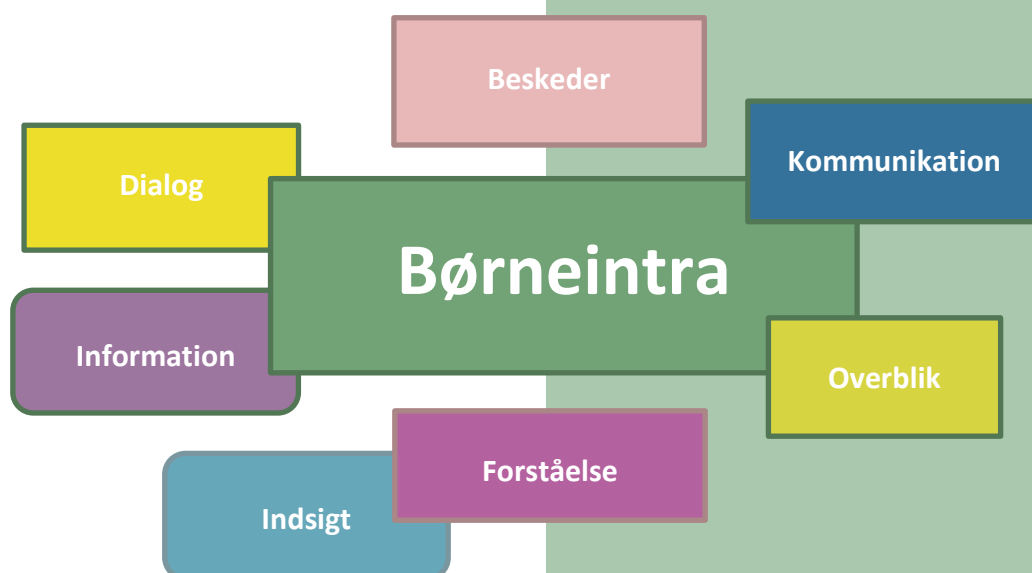 Beskeder
Kommunikation
Dialog
Børneintra
Information
Overblik
Forståelse
Indsigt